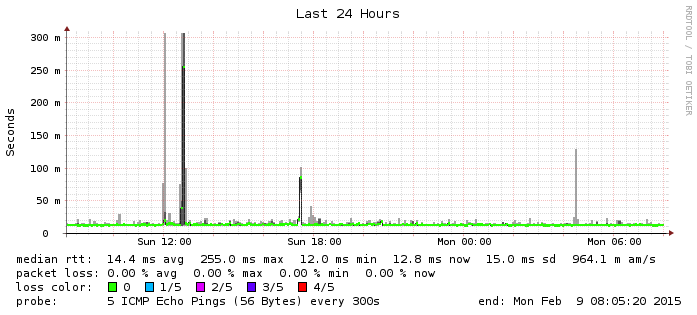 Last 24 Hours
RRDTOOL / TOBI OETIKER
Seconds
300 m
250 m
200 m
150 m
100 m
50 m
0
Sun 12:00 Sun 18:00 Mon 00:00 Mon 06:00
median rtt: 14.4 ms avg 255.0 ms max 12.0 ms min 12.8 ms now 15.0 ms sd 964.1 m am/s
packet loss: 0.00 % avg 0.00 % max 0.00 % min 0.00 % now
loss color: 0 1/5 2/5 3/5 4/5
probe: 5 ICMP Echo Pings (56 Bytes) every 300s end: Mon Feb 9 08:05:20 2015